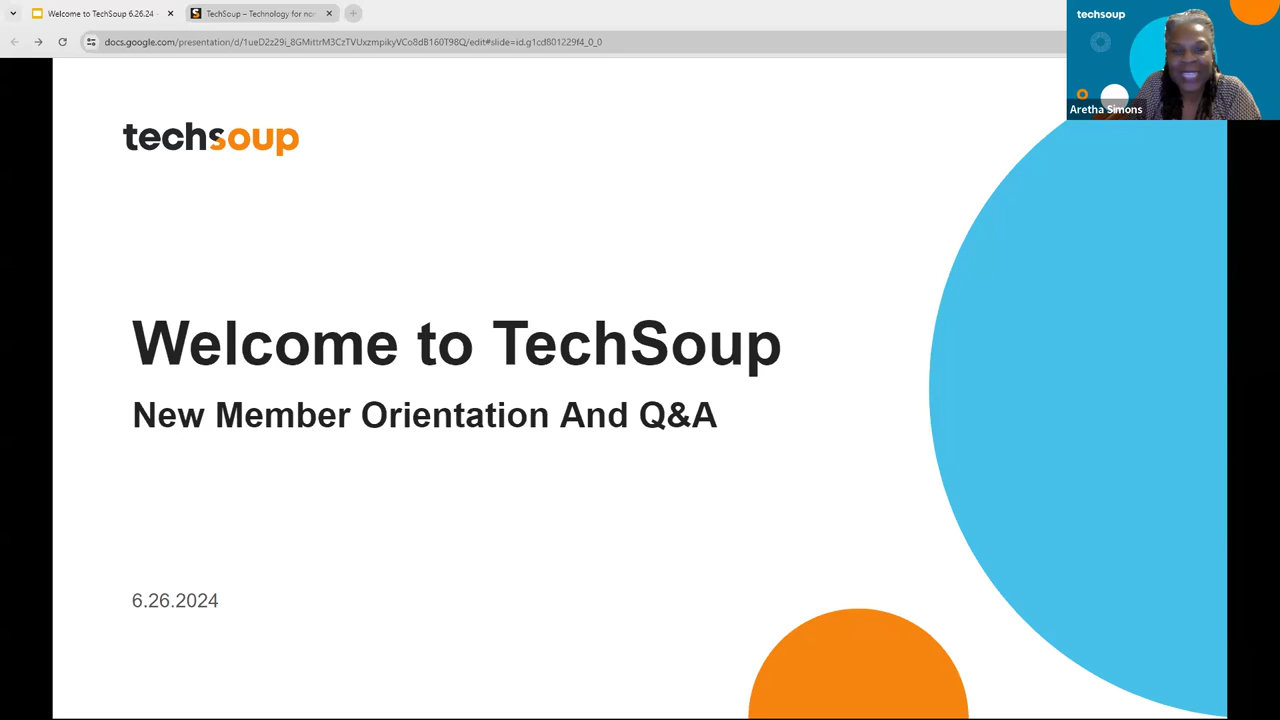 Welcome to TechSoup 6.26.24 -
TechSoup – Technology for nor
docs.google.com/presentation/d/1ueD2z29i_8GMittrM3CzTVUxzmpikyVCo8dB160T98Q/edit#slide=id.g1cd801229f4_0_0
techsoup
Aretha Simons
techsoup
Welcome to TechSoup
New Member Orientation And Q&A
6.26.2024